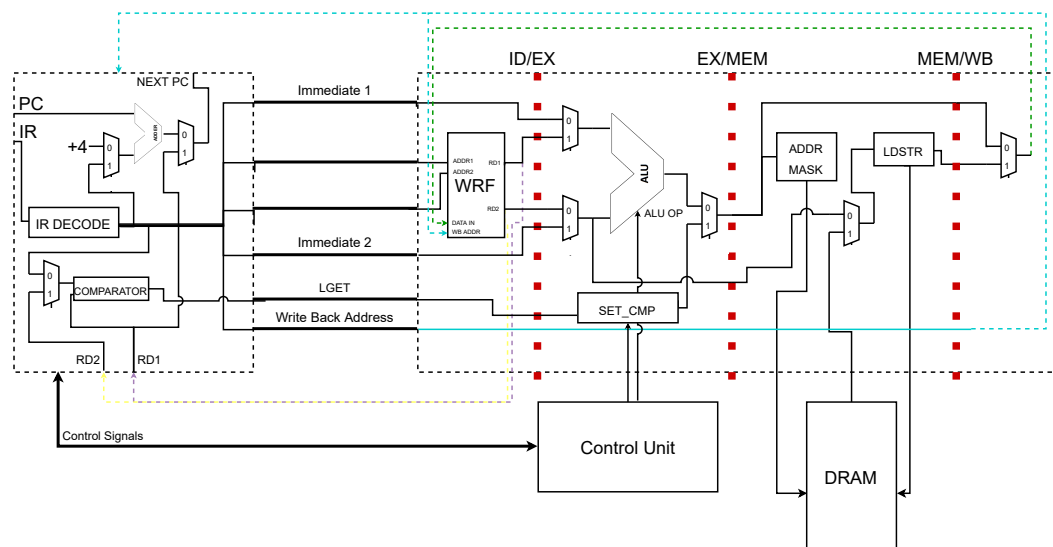 ID/EX
EX/MEM
MEM/WB
NEXT PC
PC
IR
+4
0
1
ADDER
0
1
IR DECODE
0
1
COMPARATOR
RD2
RD1
Immediate 1
Immediate 2
LGET
Write Back Address
Control Signals
ADDR1
ADDR2
RD1
WRF
RD2
DATA IN
WB ADDR
0
1
0
1
ALU
ALU OP
0
1
SET_CMP
ADDR
MASK
LDSTR
0
1
0
1
Control Unit
DRAM